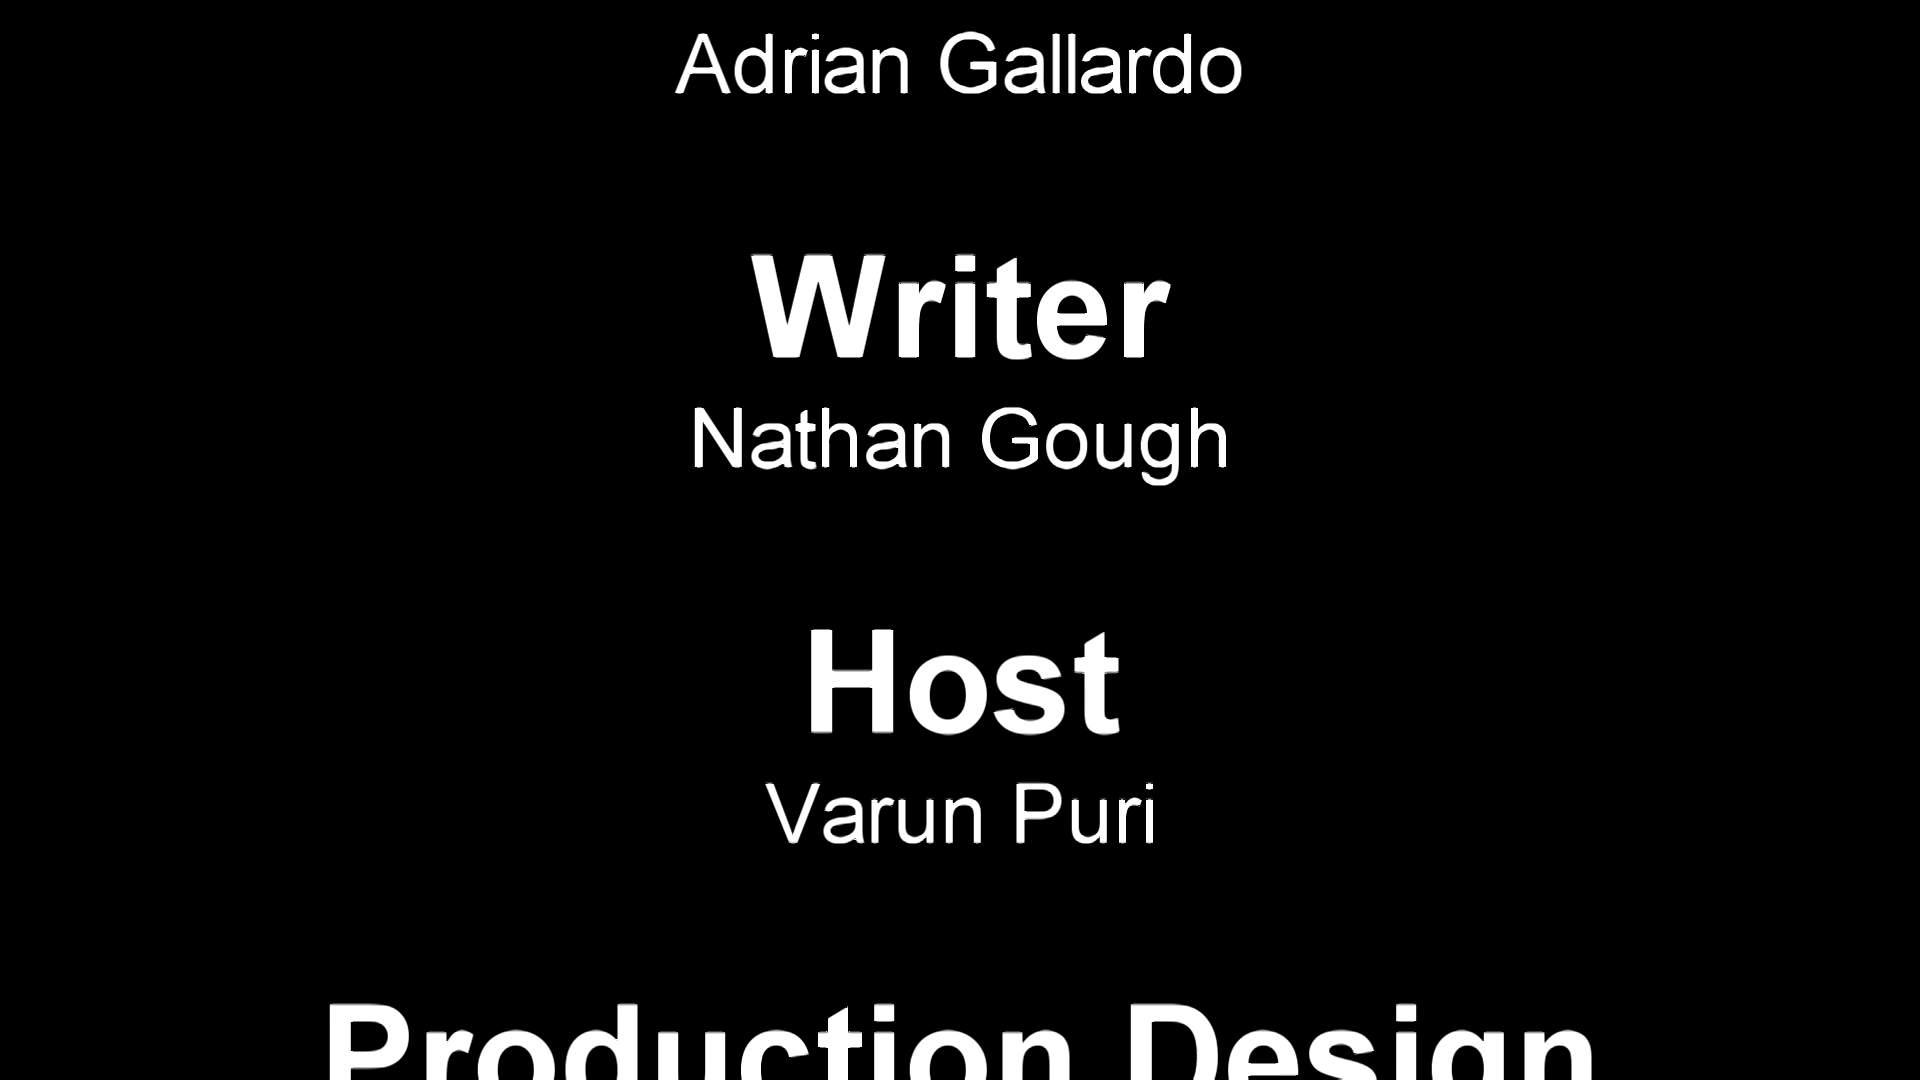 Adrian Gallardo
Writer
Nathan Gough
Host
Varun Puri
Production Design